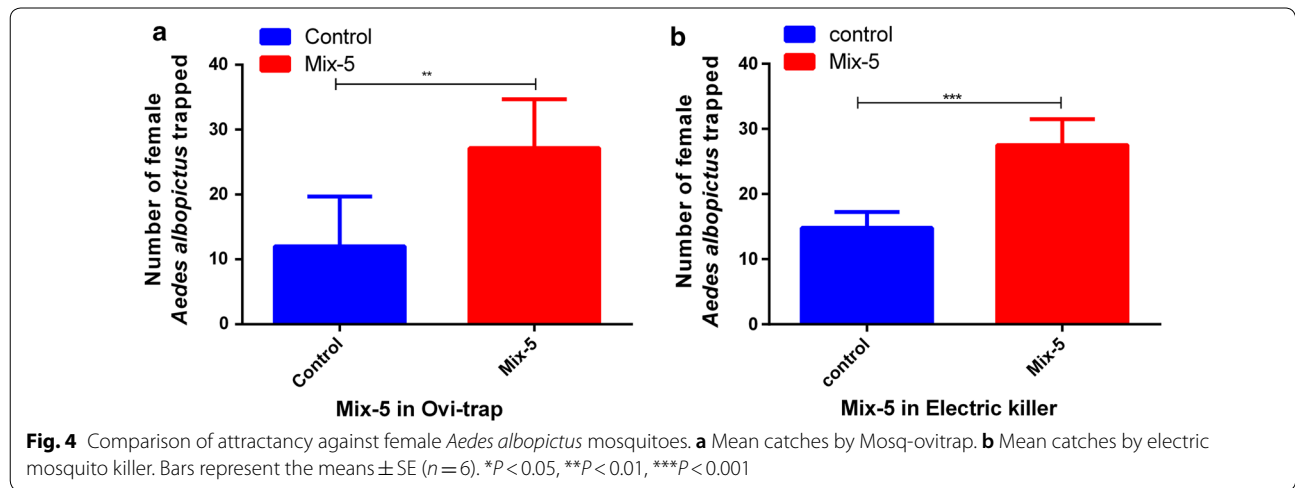 a
Control
Mix-5
Number of female
Aedes albopictus trapped
40
30
20
10
0
**
Control
Mix-5
Mix-5 in Ovi-trap
b
control
Mix-5
Number of female
Aedes albopictus trapped
40
30
20
10
0
***
control
Mix-5
Mix-5 in Electric killer
Fig. 4 Comparison of attractancy against female Aedes albopictus mosquitoes. a Mean catches by Mosq-ovitrap. b Mean catches by electric
mosquito killer. Bars represent the means ± SE (n = 6). *P < 0.05, **P < 0.01, ***P < 0.001